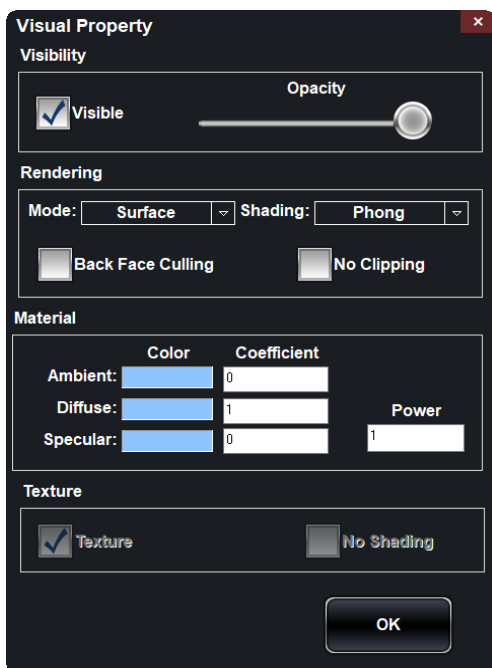 Visual Property
Visibility
Opacity
Visible
Rendering
Mode: Surface Shading: Phong
Back Face Culling No Clipping
Material
Color Coefficient
Ambient: 0
Diffuse: 1 Power
Specular: 0 1
Texture
Texture No Shading
OK